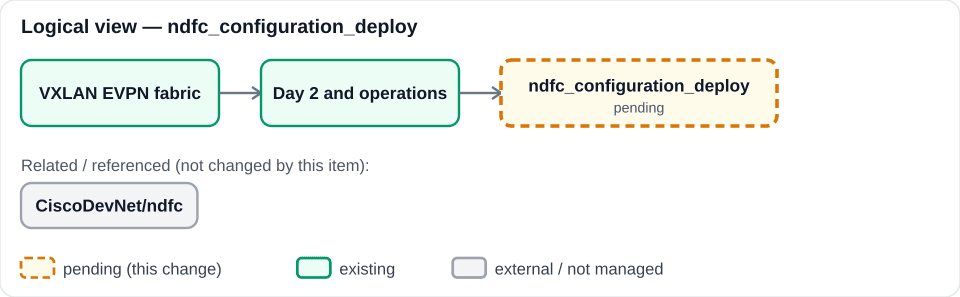 Logical view — ndfc_configuration_deploy
VXLAN EVPN fabric
Day 2 and operations
ndfc_configuration_deploy
pending
Related / referenced (not changed by this item):
CiscoDevNet/ndfc
pending (this change)
existing
external / not managed